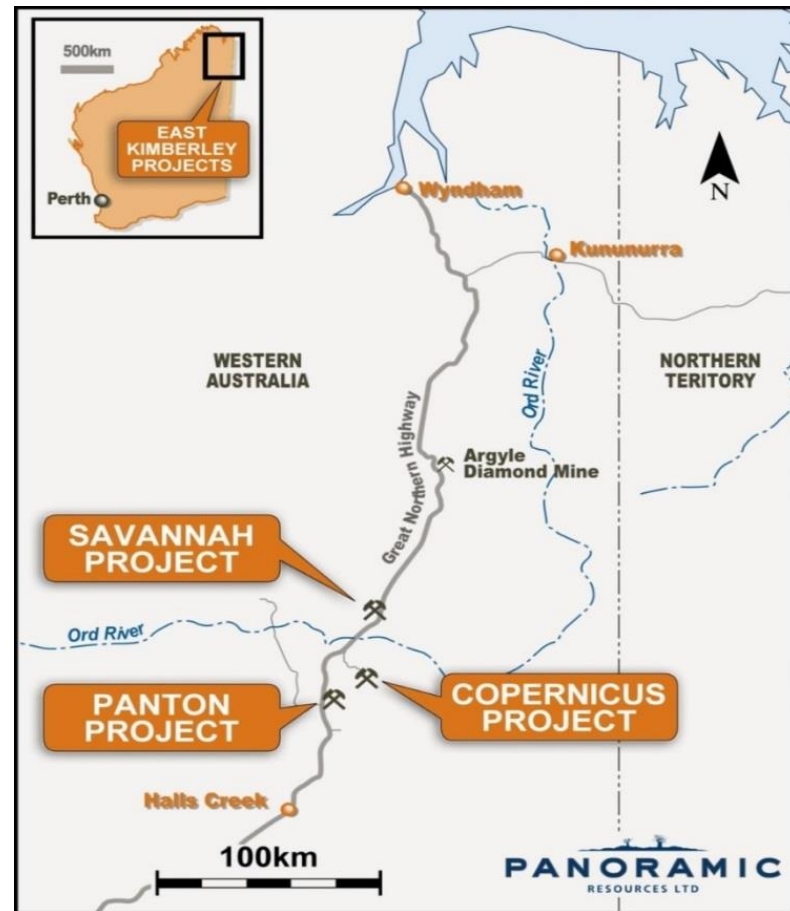 500km
EAST
KIMBERLEY
PROJECTS
Perth
N
Wyndham
Kununurra
WESTERN
AUSTRALIA
NORTHERN
TERITORY
Ord River
Great Northern Highway
Argyle
Diamond Mine
SAVANNAH
PROJECT
Ord River
PANTON
PROJECT
COPERNICUS
PROJECT
Halls Creek
100km
PANORAMIC
RESOURCES LTD